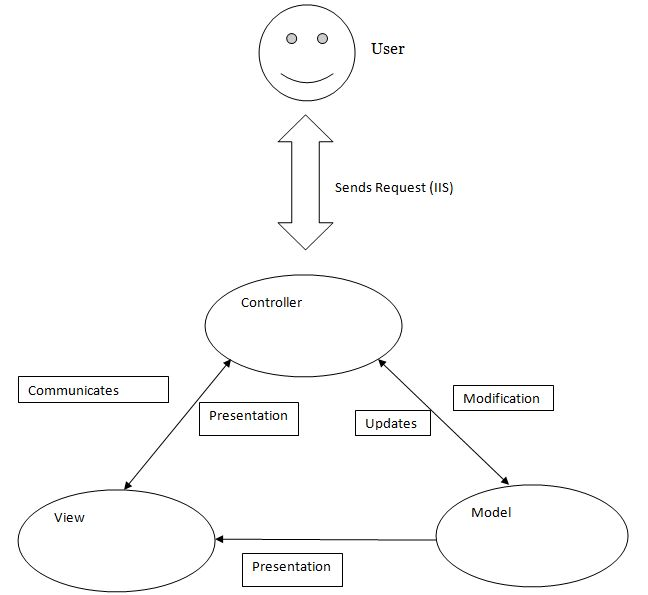 User
Sends Request (IIS)
Controller
Communicates
Presentation
Modification
Updates
View
Model
Presentation